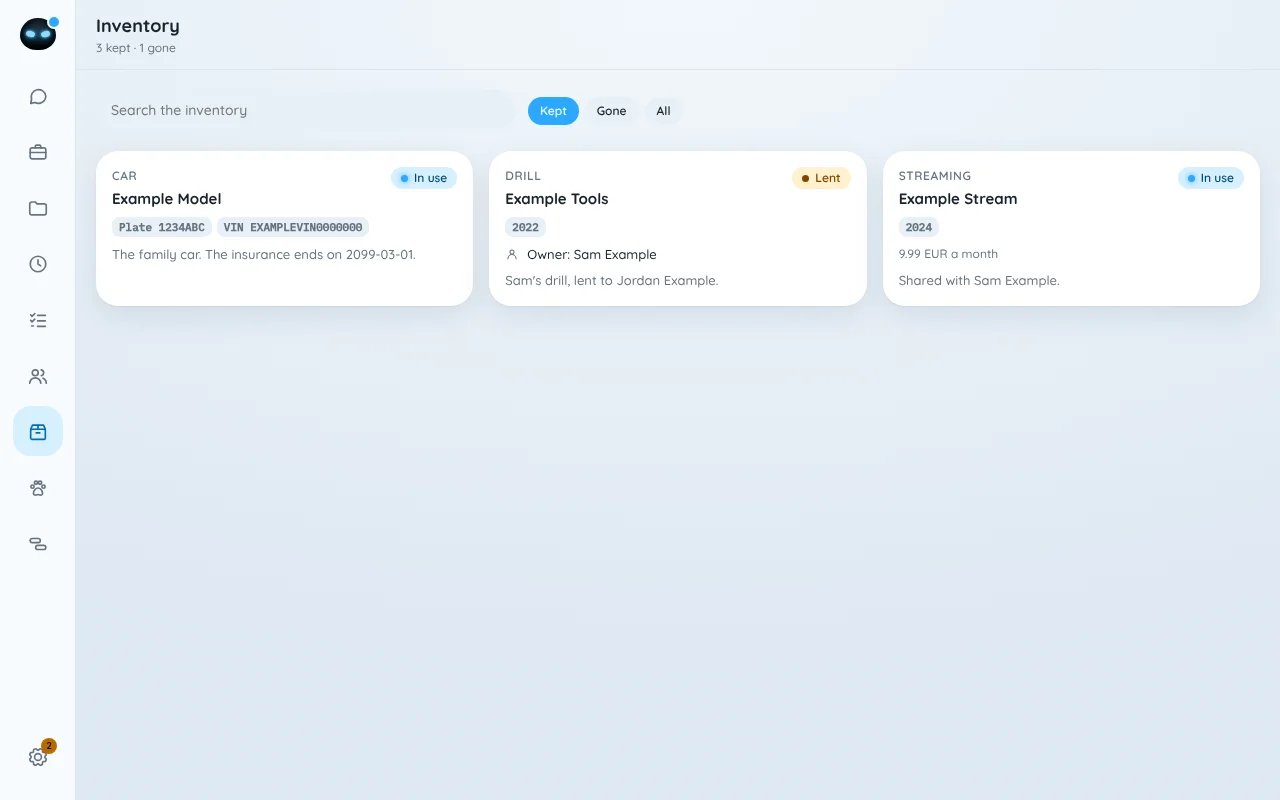 Inventory
3 kept · 1 gone
Search the inventory
Kept
Gone
All
CAR
In use
Example Model
Plate 1234ABC
VIN EXAMPLEVIN0000000
The family car. The insurance ends on 2099-03-01.
DRILL
Lent
Example Tools
2022
Owner: Sam Example
Sam's drill, lent to Jordan Example.
STREAMING
In use
Example Stream
2024
9.99 EUR a month
Shared with Sam Example.
2